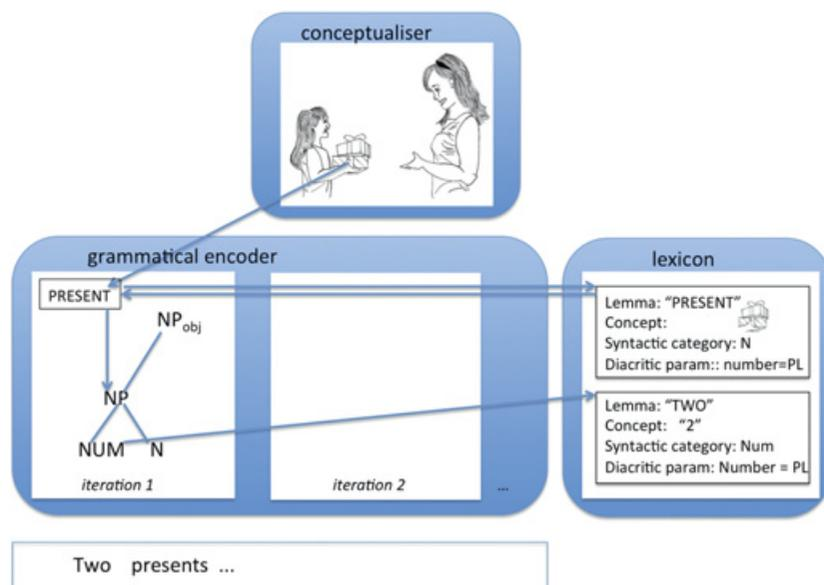 conceptualiser
grammatical encoder
PRESENT
NPobj
NP
NUM N
iteration 1
iteration 2
...
lexicon
Lemma: “PRESENT”
Concept:
Syntactic category: N
Diacritic param:: number=PL
Lemma: “TWO”
Concept: “2”
Syntactic category: Num
Diacritic param: Number = PL
Two presents ...